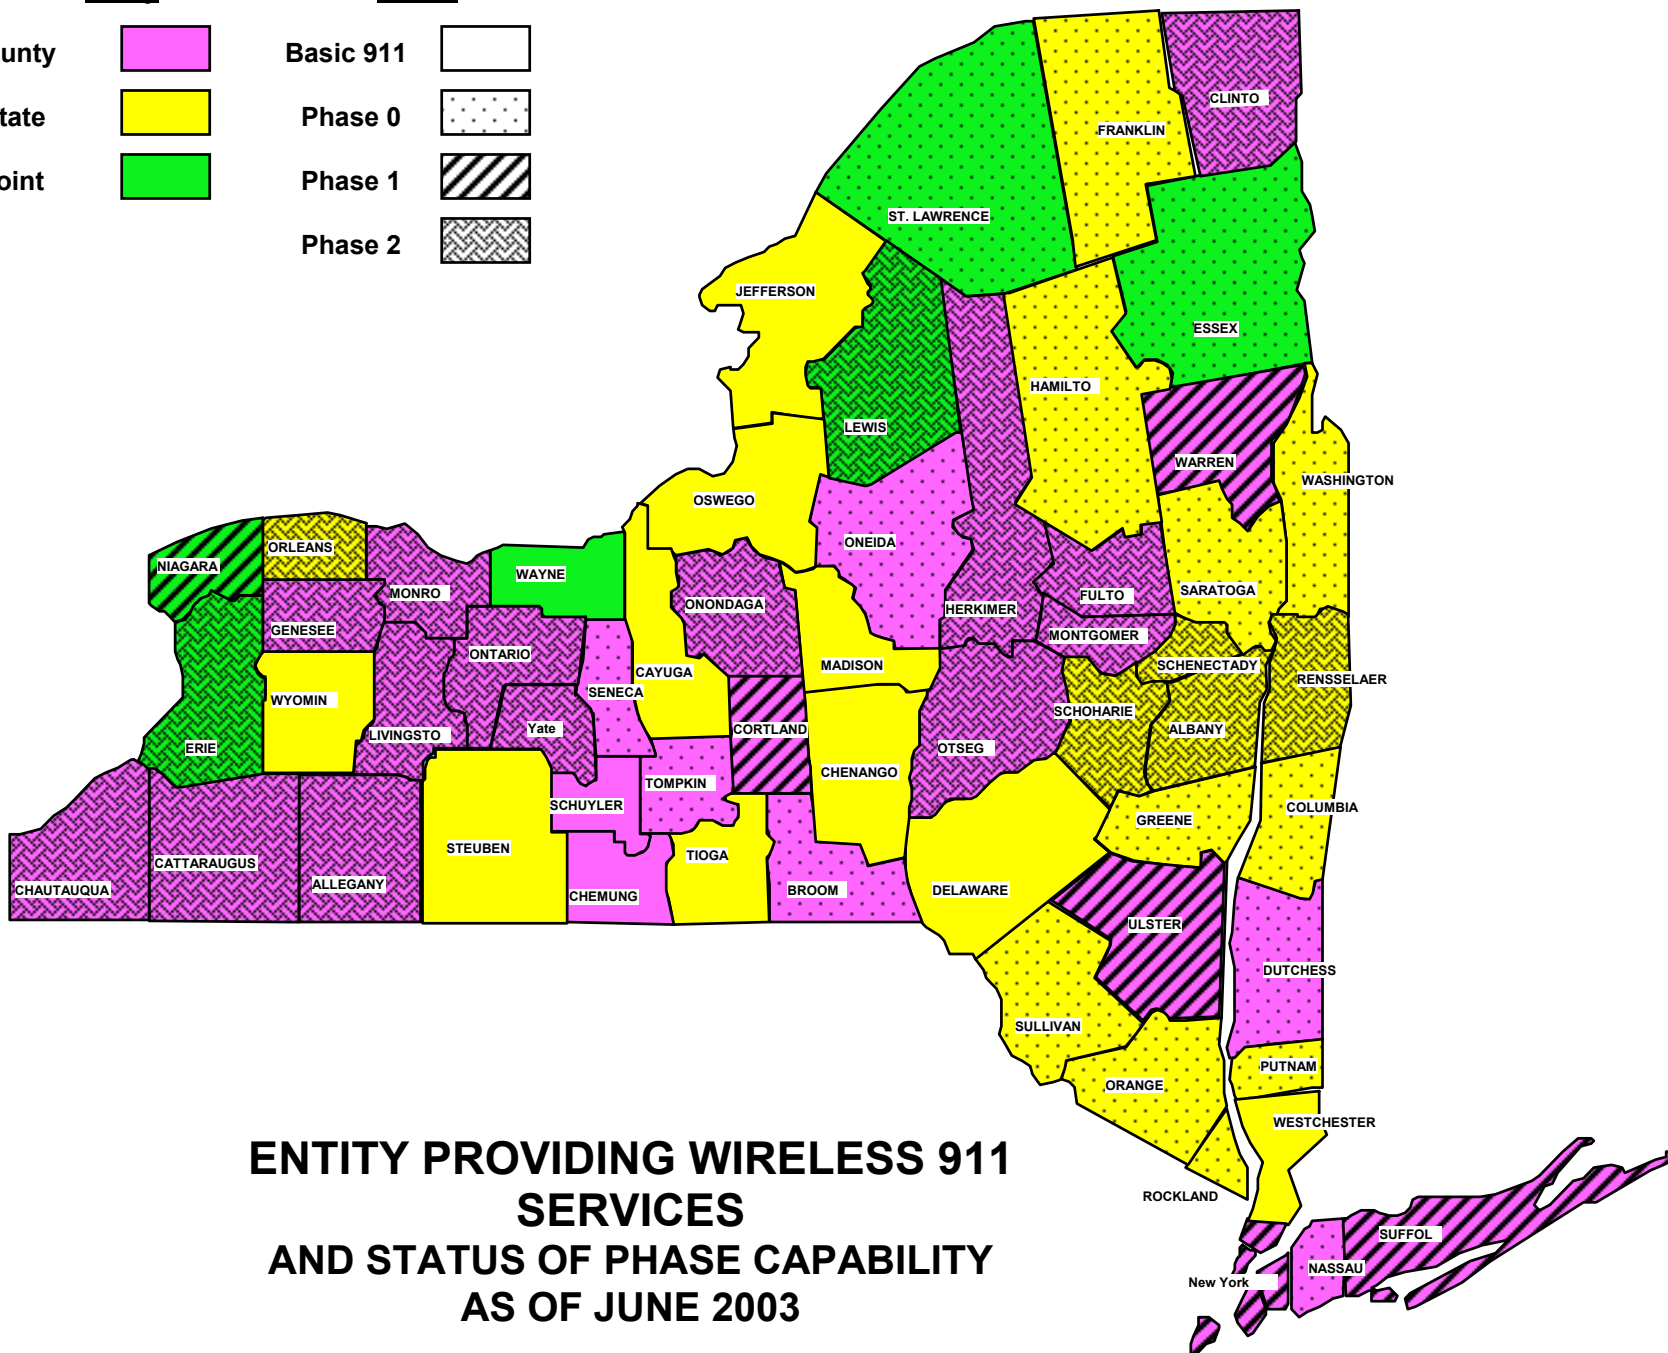 unty
Basic 911
tate
Phase 0
oint
Phase 1
Phase 2
CLINTO
FRANKLIN
ST. LAWRENCE
JEFFERSON
ESSEX
HAMILTO
LEWIS
WARREN
WASHINGTON
OSWEGO
ONEIDA
ORLEANS
NIAGARA
WAYNE
MONRO
SARATOGA
FULTO
ONONDAGA
HERKIMER
GENESEE
MONTGOMER
ONTARIO
MADISON
SCHENECTADY
CAYUGA
RENSSELAER
SENECA
WYOMIN
SCHOHARIE
Yate
CORTLAND
ALBANY
LIVINGSTO
ERIE
OTSEG
CHENANGO
TOMPKIN
SCHUYLER
COLUMBIA
GREENE
STEUBEN
TIOGA
CATTARAUGUS
ALLEGANY
CHAUTAUQUA
BROOM
DELAWARE
CHEMUNG
ULSTER
DUTCHESS
SULLIVAN
PUTNAM
ORANGE
WESTCHESTER
ROCKLAND
SUFFOL
NASSAU
New York
ENTITY PROVIDING WIRELESS 911
SERVICES
AND STATUS OF PHASE CAPABILITY
AS OF JUNE 2003